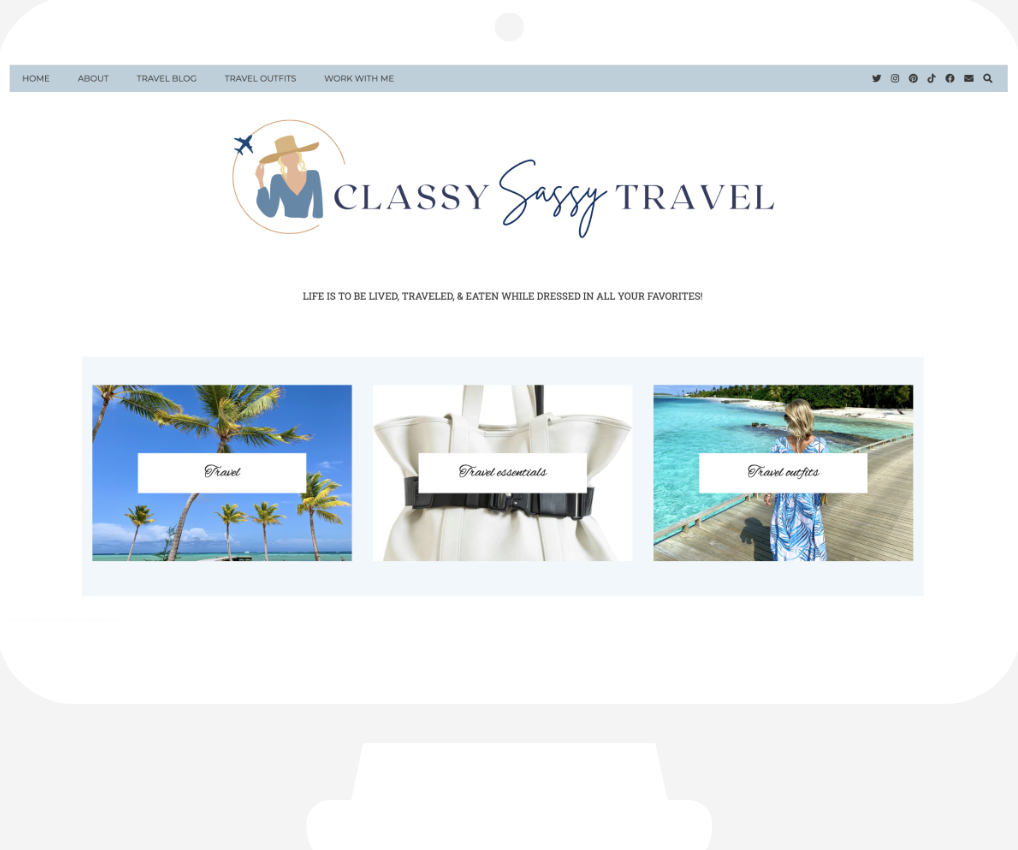 HOME ABOUT TRAVEL BLOG TRAVEL OUTFITS WORK WITH ME
CLASSY Sassy TRAVEL
LIFE IS TO BE LIVED, TRAVELED, & EATEN WHILE DRESSED IN ALL YOUR FAVORITES!
Travel
Travel essentials
Travel outfits